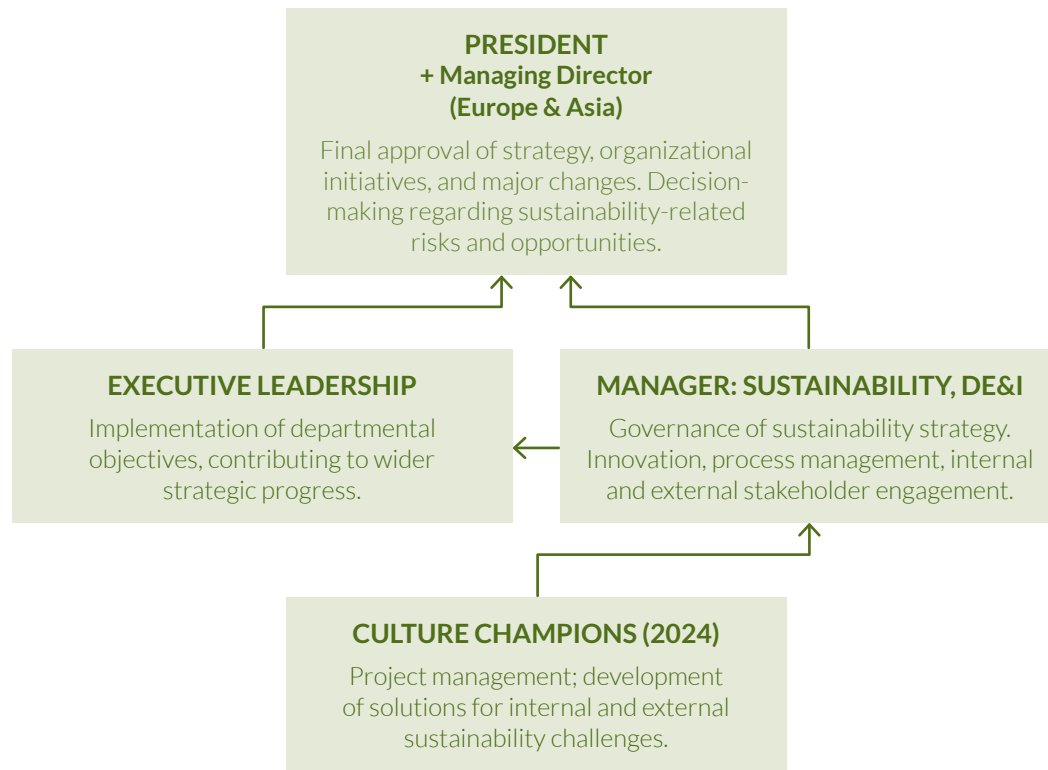 PRESIDENT
+ Managing Director
(Europe & Asia)
Final approval of strategy, organizational
initiatives, and major changes. Decision-
making regarding sustainability-related
risks and opportunities.
EXECUTIVE LEADERSHIP
Implementation of departmental
objectives, contributing to wider
strategic progress.
MANAGER: SUSTAINABILITY, DE&I
Governance of sustainability strategy.
Innovation, process management, internal
and external stakeholder engagement.
CULTURE CHAMPIONS (2024)
Project management; development
of solutions for internal and external
sustainability challenges.